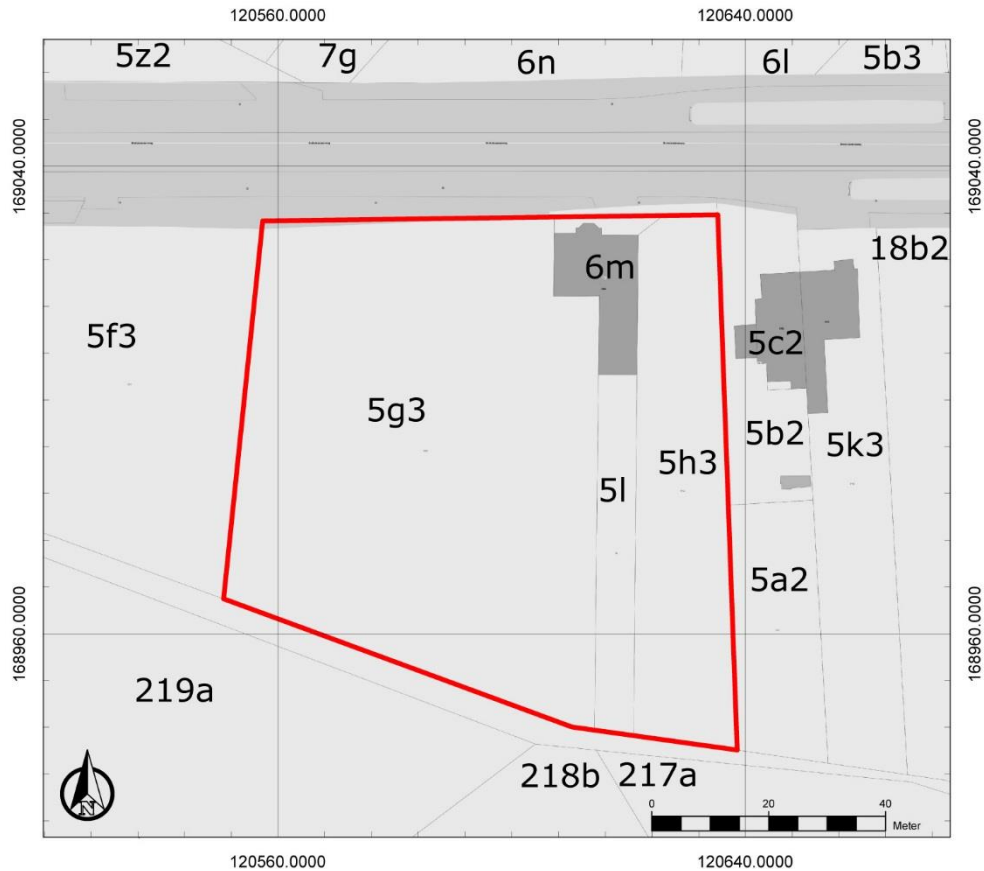 120560.0000 120640.0000
5z2 7g 6n 6l 5b3
169040.0000 169040.0000
18b2
6m
5f3 5c2
5g3
5b2 5k3
5h3
5l
5a2
168960.0000 168960.0000
219a
218b 217a
N
0 20 40
Meter
120560.0000 120640.0000